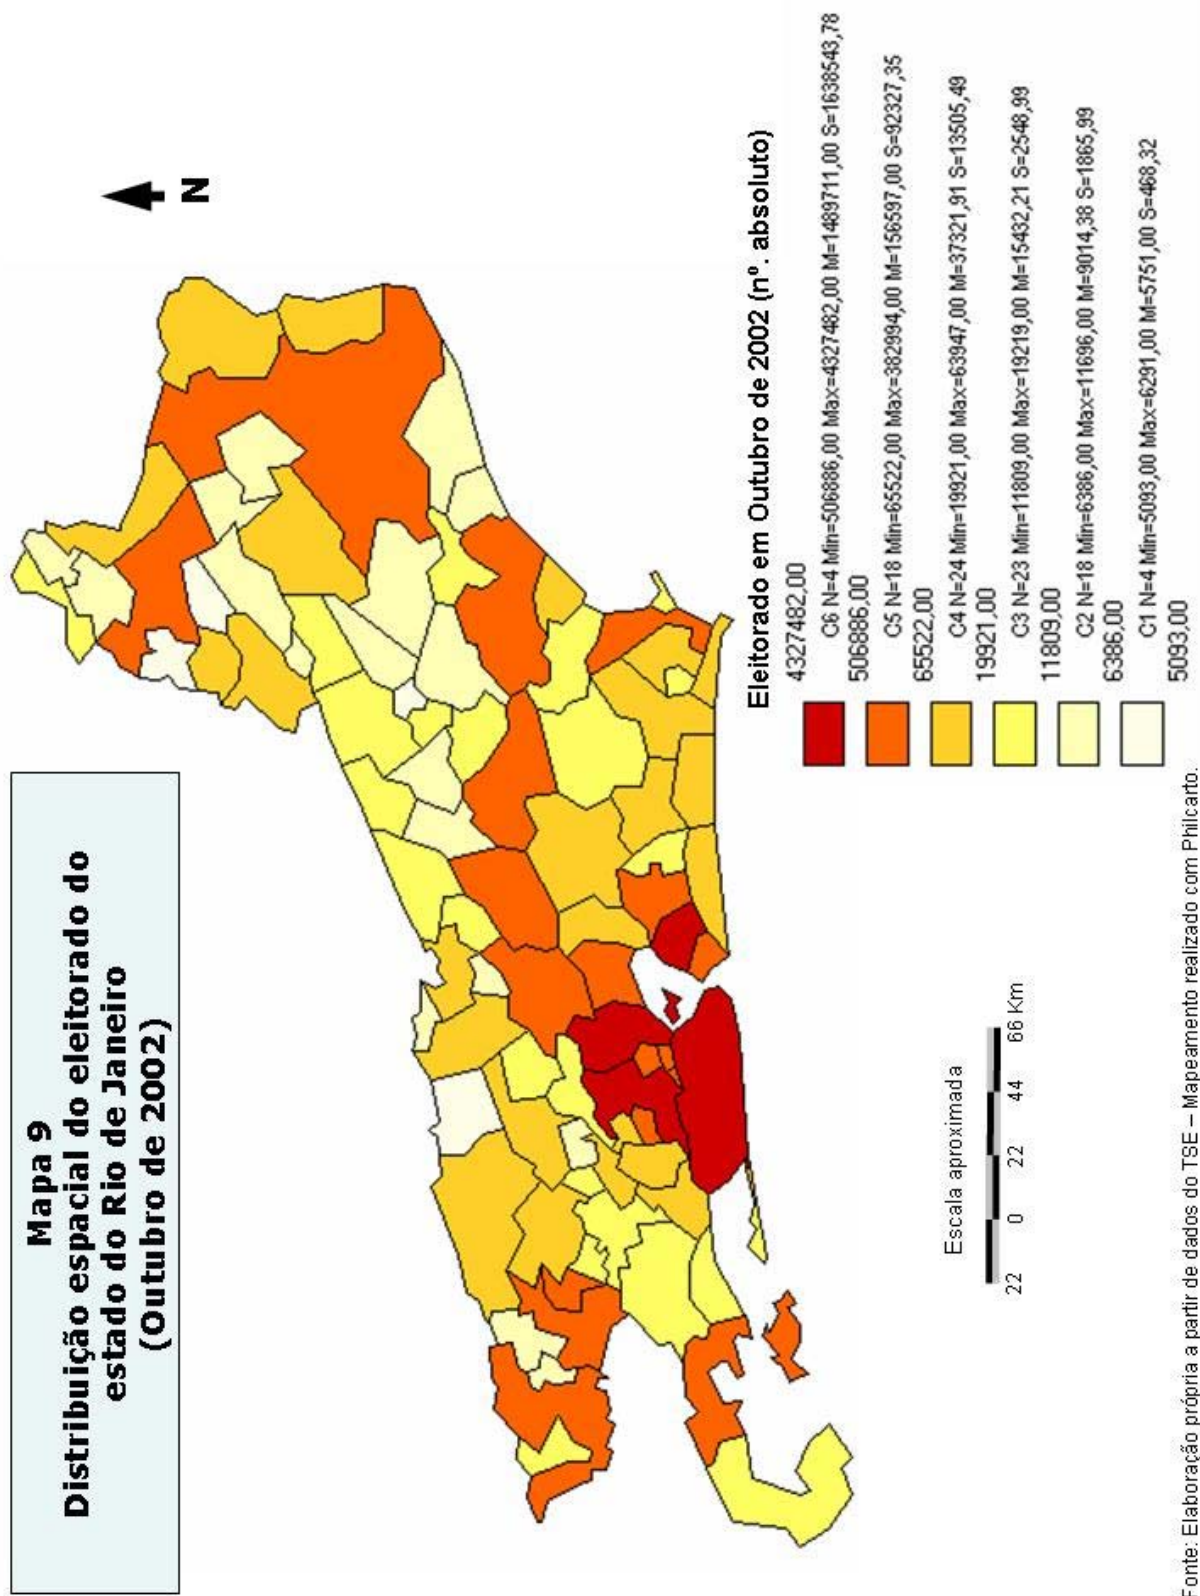 Mapa 9
Distribuição espacial do eleitorado do
estado do Rio de Janeiro
(Outubro de 2002)
N
Eleitorado em Outubro de 2002 (nº. absoluto)
4327482,00
C6 N=4 Min=506886,00 Max=4327482,00 M=1489711,00 S=1638543,78
506886,00
C5 N=18 Min=65522,00 Max=382994,00 M=156597,00 S=92327,35
65522,00
C4 N=24 Min=19921,00 Max=63947,00 M=37321,91 S=13505,49
19921,00
C3 N=23 Min=11809,00 Max=19219,00 M=15432,21 S=2548,99
11809,00
C2 N=18 Min=6386,00 Max=11696,00 M=9014,38 S=1865,99
6386,00
C1 N=4 Min=5093,00 Max=6291,00 M=5751,00 S=468,32
5093,00
Escala aproximada
22 0 22 44 66 Km
Fonte: Elaboração própria a partir de dados do TSE – Mapeamento realizado com Philcarto.